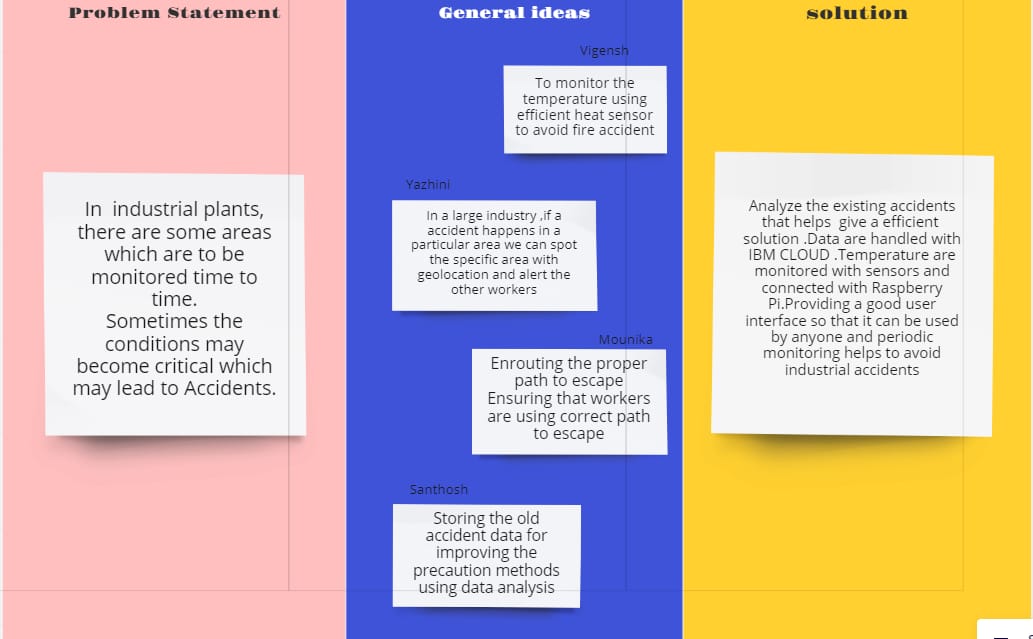 Problem Statement
In industrial plants,
there are some areas
which are to be
monitored time to
time.
Sometimes the
conditions may
become critical which
may lead to Accidents.
General ideas
Vigensh
To monitor the
temperature using
efficient heat sensor
to avoid fire accident
Yazhini
In a large industry ,if a
accident happens in a
particular area we can spot
the specific area with
geolocation and alert the
other workers
Mounika
Enrouting the proper
path to escape
Ensuring that workers
are using correct path
to escape
Santhosh
Storing the old
accident data for
improving the
precaution methods
using data analysis
solution
Analyze the existing accidents
that helps give a efficient
solution .Data are handled with
IBM CLOUD .Temperature are
monitored with sensors and
connected with Raspberry
Pi.Providing a good user
interface so that it can be used
by anyone and periodic
monitoring helps to avoid
industrial accidents